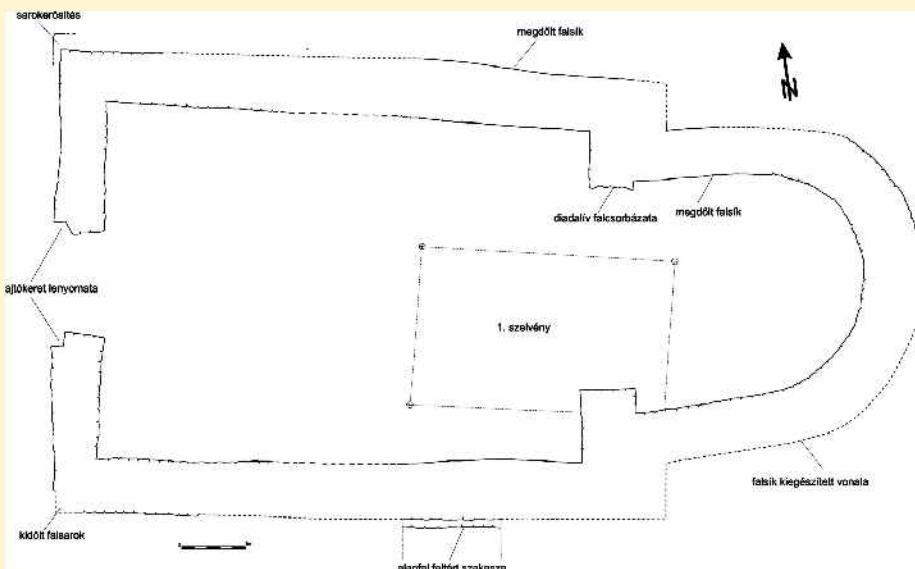 sarokerősítés
megdőlt falsík
N
diadalív falcsorbázata
megdőlt falsík
ajtókeret lenyomata
1. szelvény
falsík kiegészített vonala
kidőlt falsarok
alapfal feltárt szakasza